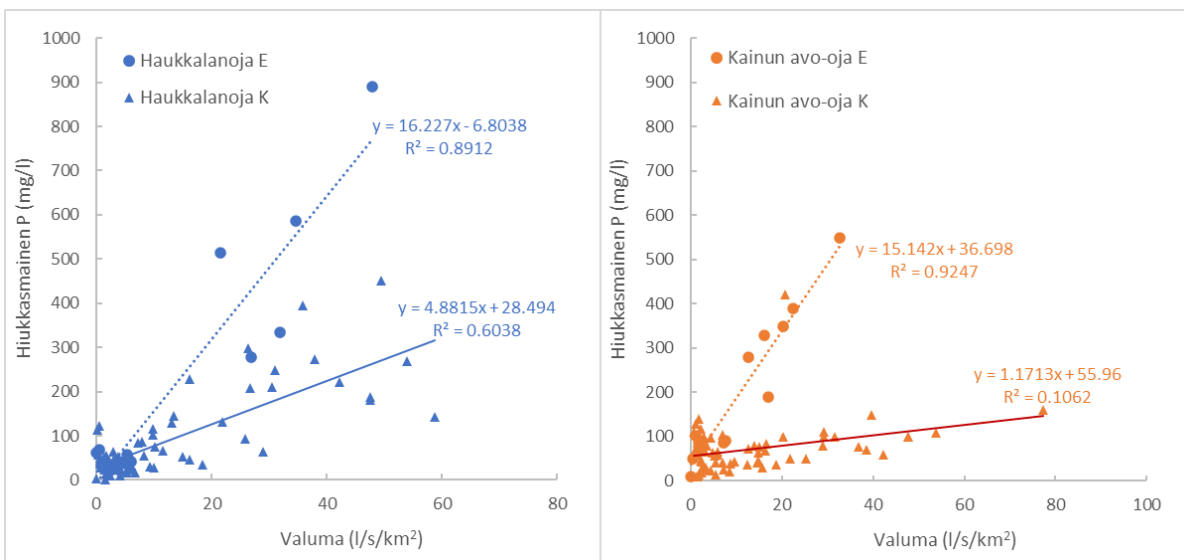 1000
900
800
700
600
500
400
300
200
100
0
Hiukkasmainen P (mg/l)
Haukkalanoja E
Haukkalanoja K
y = 16.227x - 6.8038
R² = 0.8912
y = 4.8815x + 28.494
R² = 0.6038
0 20 40 60 80
Valuma (l/s/km²)
1000
900
800
700
600
500
400
300
200
100
0
Hiukkasmainen P (mg/l)
Kainun avo-oja E
Kainun avo-oja K
y = 15.142x + 36.698
R² = 0.9247
y = 1.1713x + 55.96
R² = 0.1062
0 20 40 60 80 100
Valuma (l/s/km²)